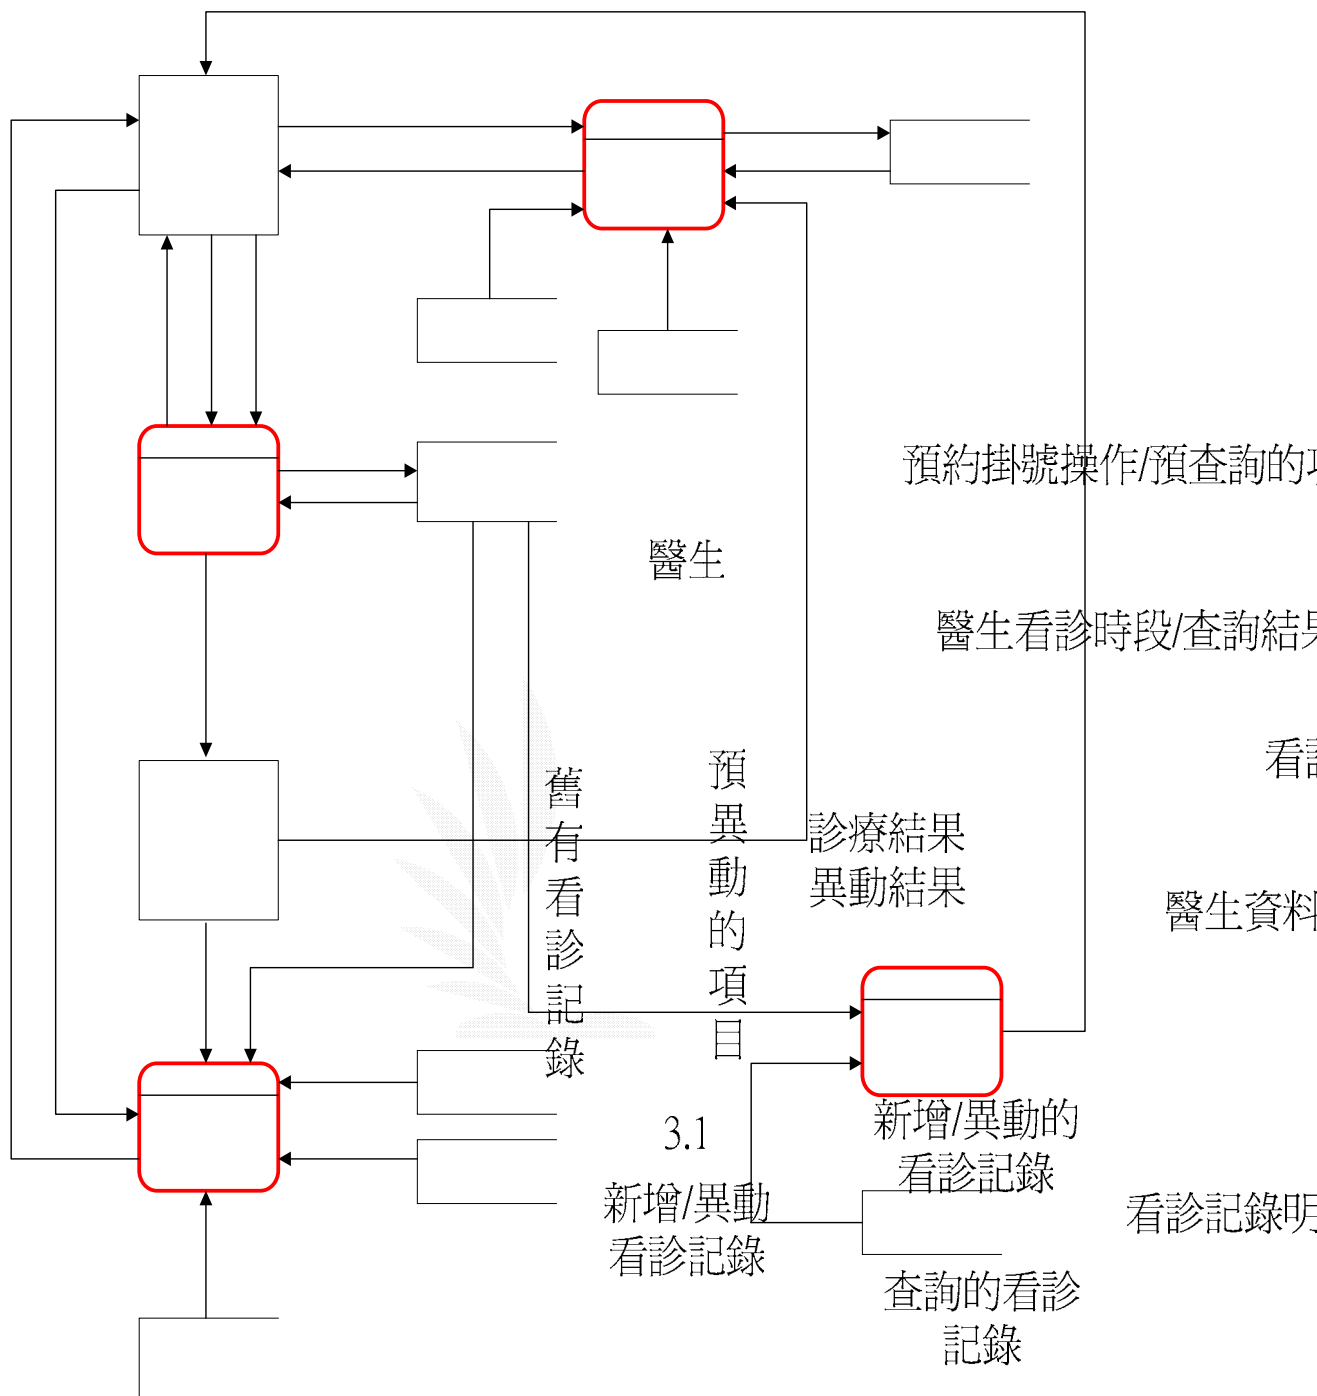 預約掛號操作/預查詢的
醫生
醫生看診時段/查詢結果
看
舊有看診記錄
預異動的項目
診療結果
異動結果
醫生資料
3.1
新增/異動
看診記錄
新增/異動的
看診記錄
看診記錄明
查詢的看診
記錄